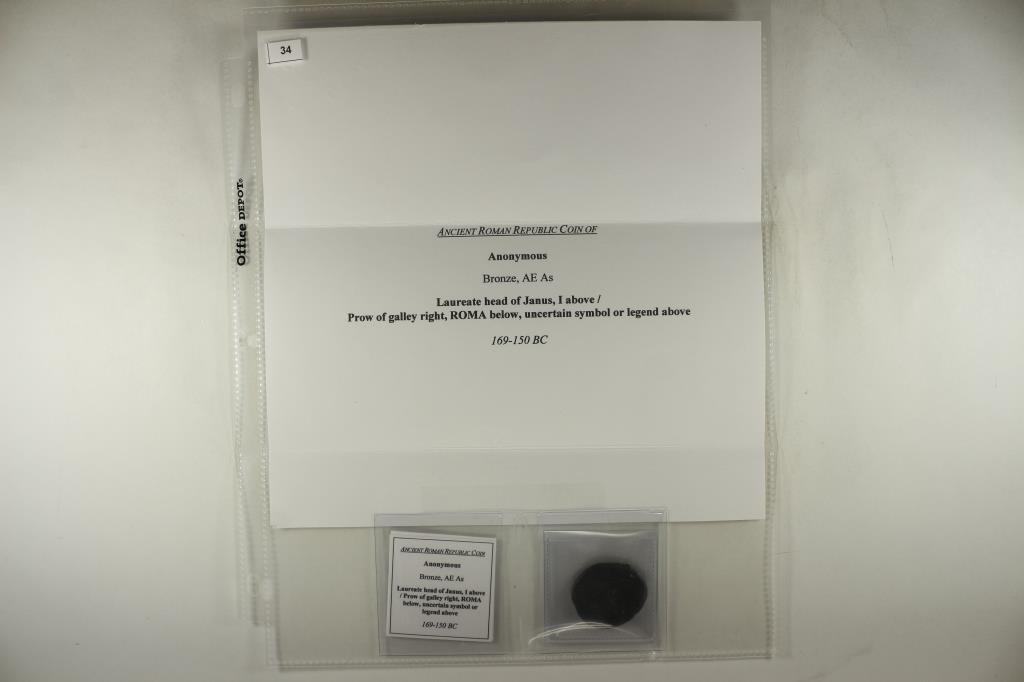 34
Office DEPOT®
ANCIENT ROMAN REPUBLIC COIN OF
Anonymous
Bronze, AE As
Laureate head of Janus, I above /
Prow of galley right, ROMA below, uncertain symbol or legend above
169-150 BC
ANCIENT ROMAN REPUBLIC COIN
Anonymous
Bronze, AE As
Laureate head of Janus, I above
/ Prow of galley right, ROMA
below, uncertain symbol or
legend above
169-150 BC